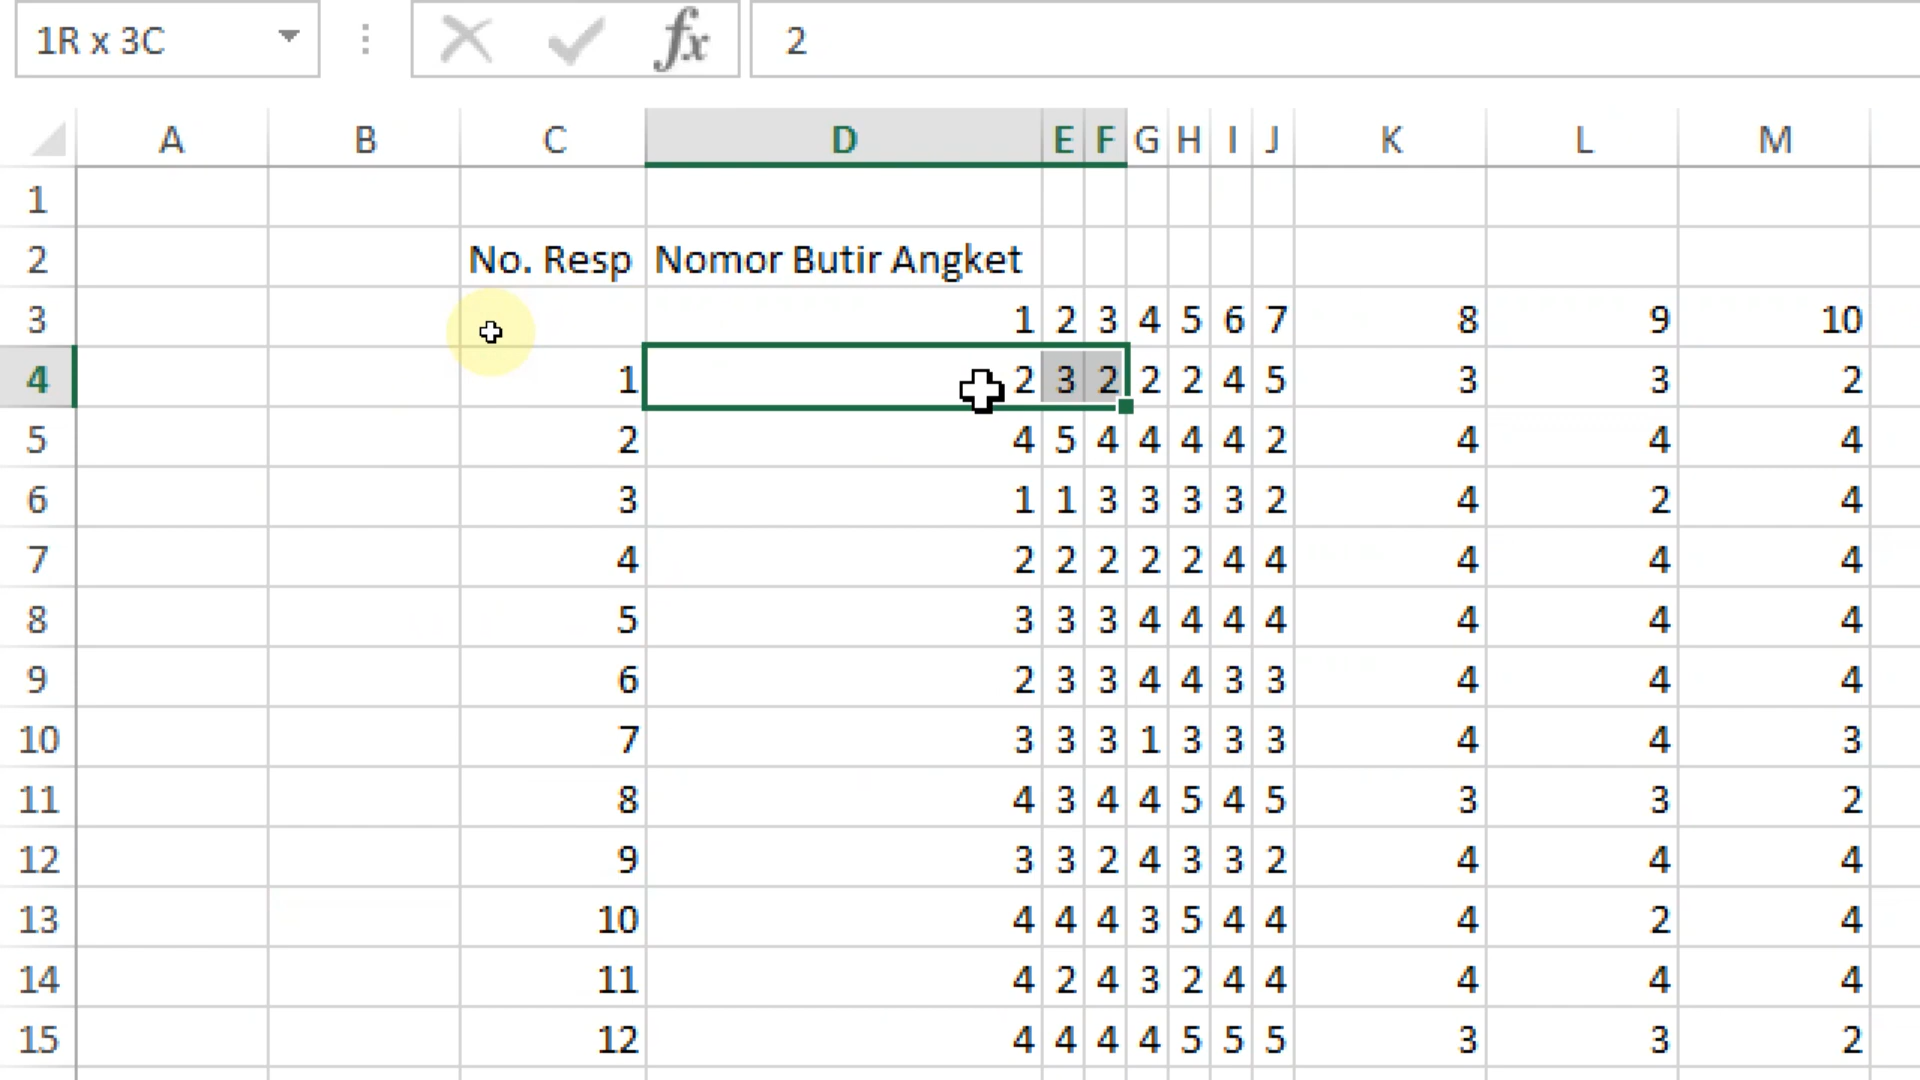 1R x 3C fx 2
A B C D E F G H I J K L M
1
2 No. Resp Nomor Butir Angket
3 1 2 3 4 5 6 7 8 9 10
4 1 2 3 2 2 2 4 5 3 3 2
5 2 4 5 4 4 4 4 2 4 4 4
6 3 1 1 3 3 3 3 2 4 2 4
7 4 2 2 2 2 2 4 4 4 4 4
8 5 3 3 3 4 4 4 4 4 4 4
9 6 2 3 3 4 4 3 3 4 4 4
10 7 3 3 3 1 3 3 3 4 4 3
11 8 4 3 4 4 5 4 5 3 3 2
12 9 3 3 2 4 3 3 2 4 4 4
13 10 4 4 4 3 5 4 4 4 2 4
14 11 4 2 4 3 2 4 4 4 4 4
15 12 4 4 4 4 5 5 5 3 3 2